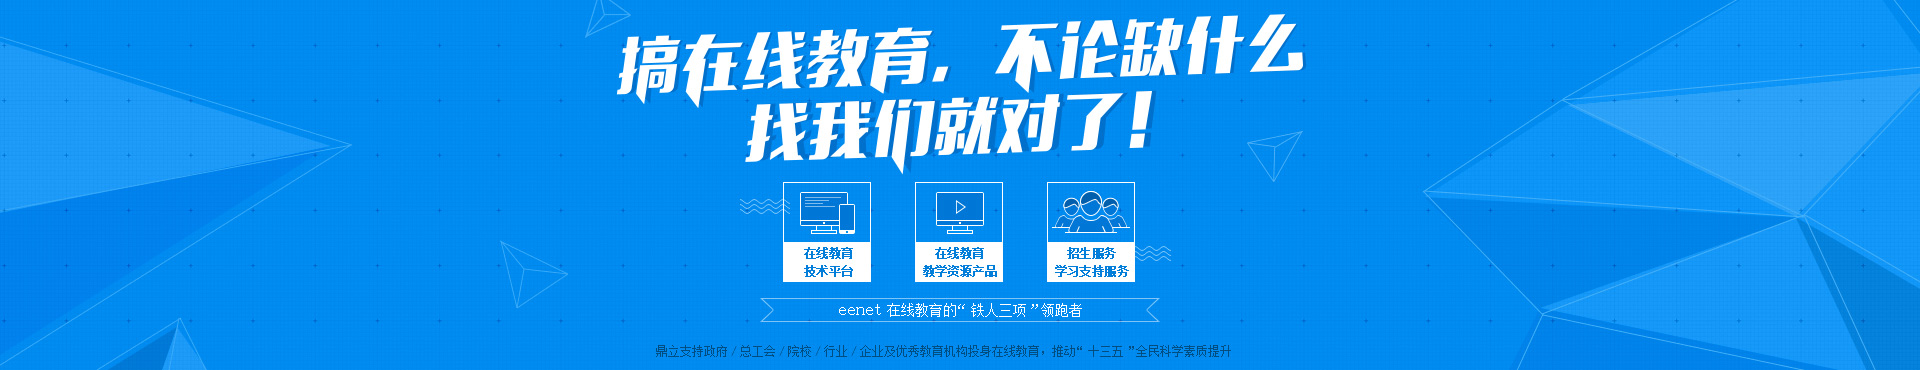 搞在线教育，不论缺什么
找我们就对了！
在线教育
技术平台
在线教育
教学资源产品
招生服务
学习支持服务
eenet 在线教育的“铁人三项”领跑者
鼎立支持政府 / 总工会 / 院校 / 行业 / 企业及优秀教育机构投身在线教育，推动“十三五”全民科学素质提升